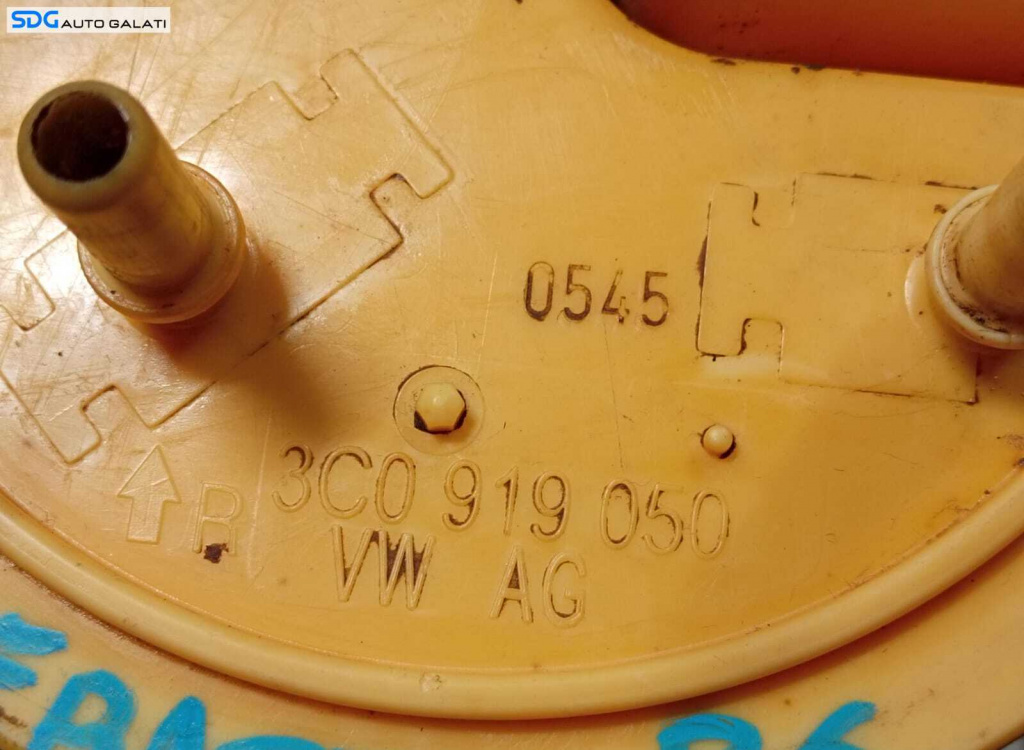 SDG AUTO GALATI
0545
3C0 919 050
R
VW AG